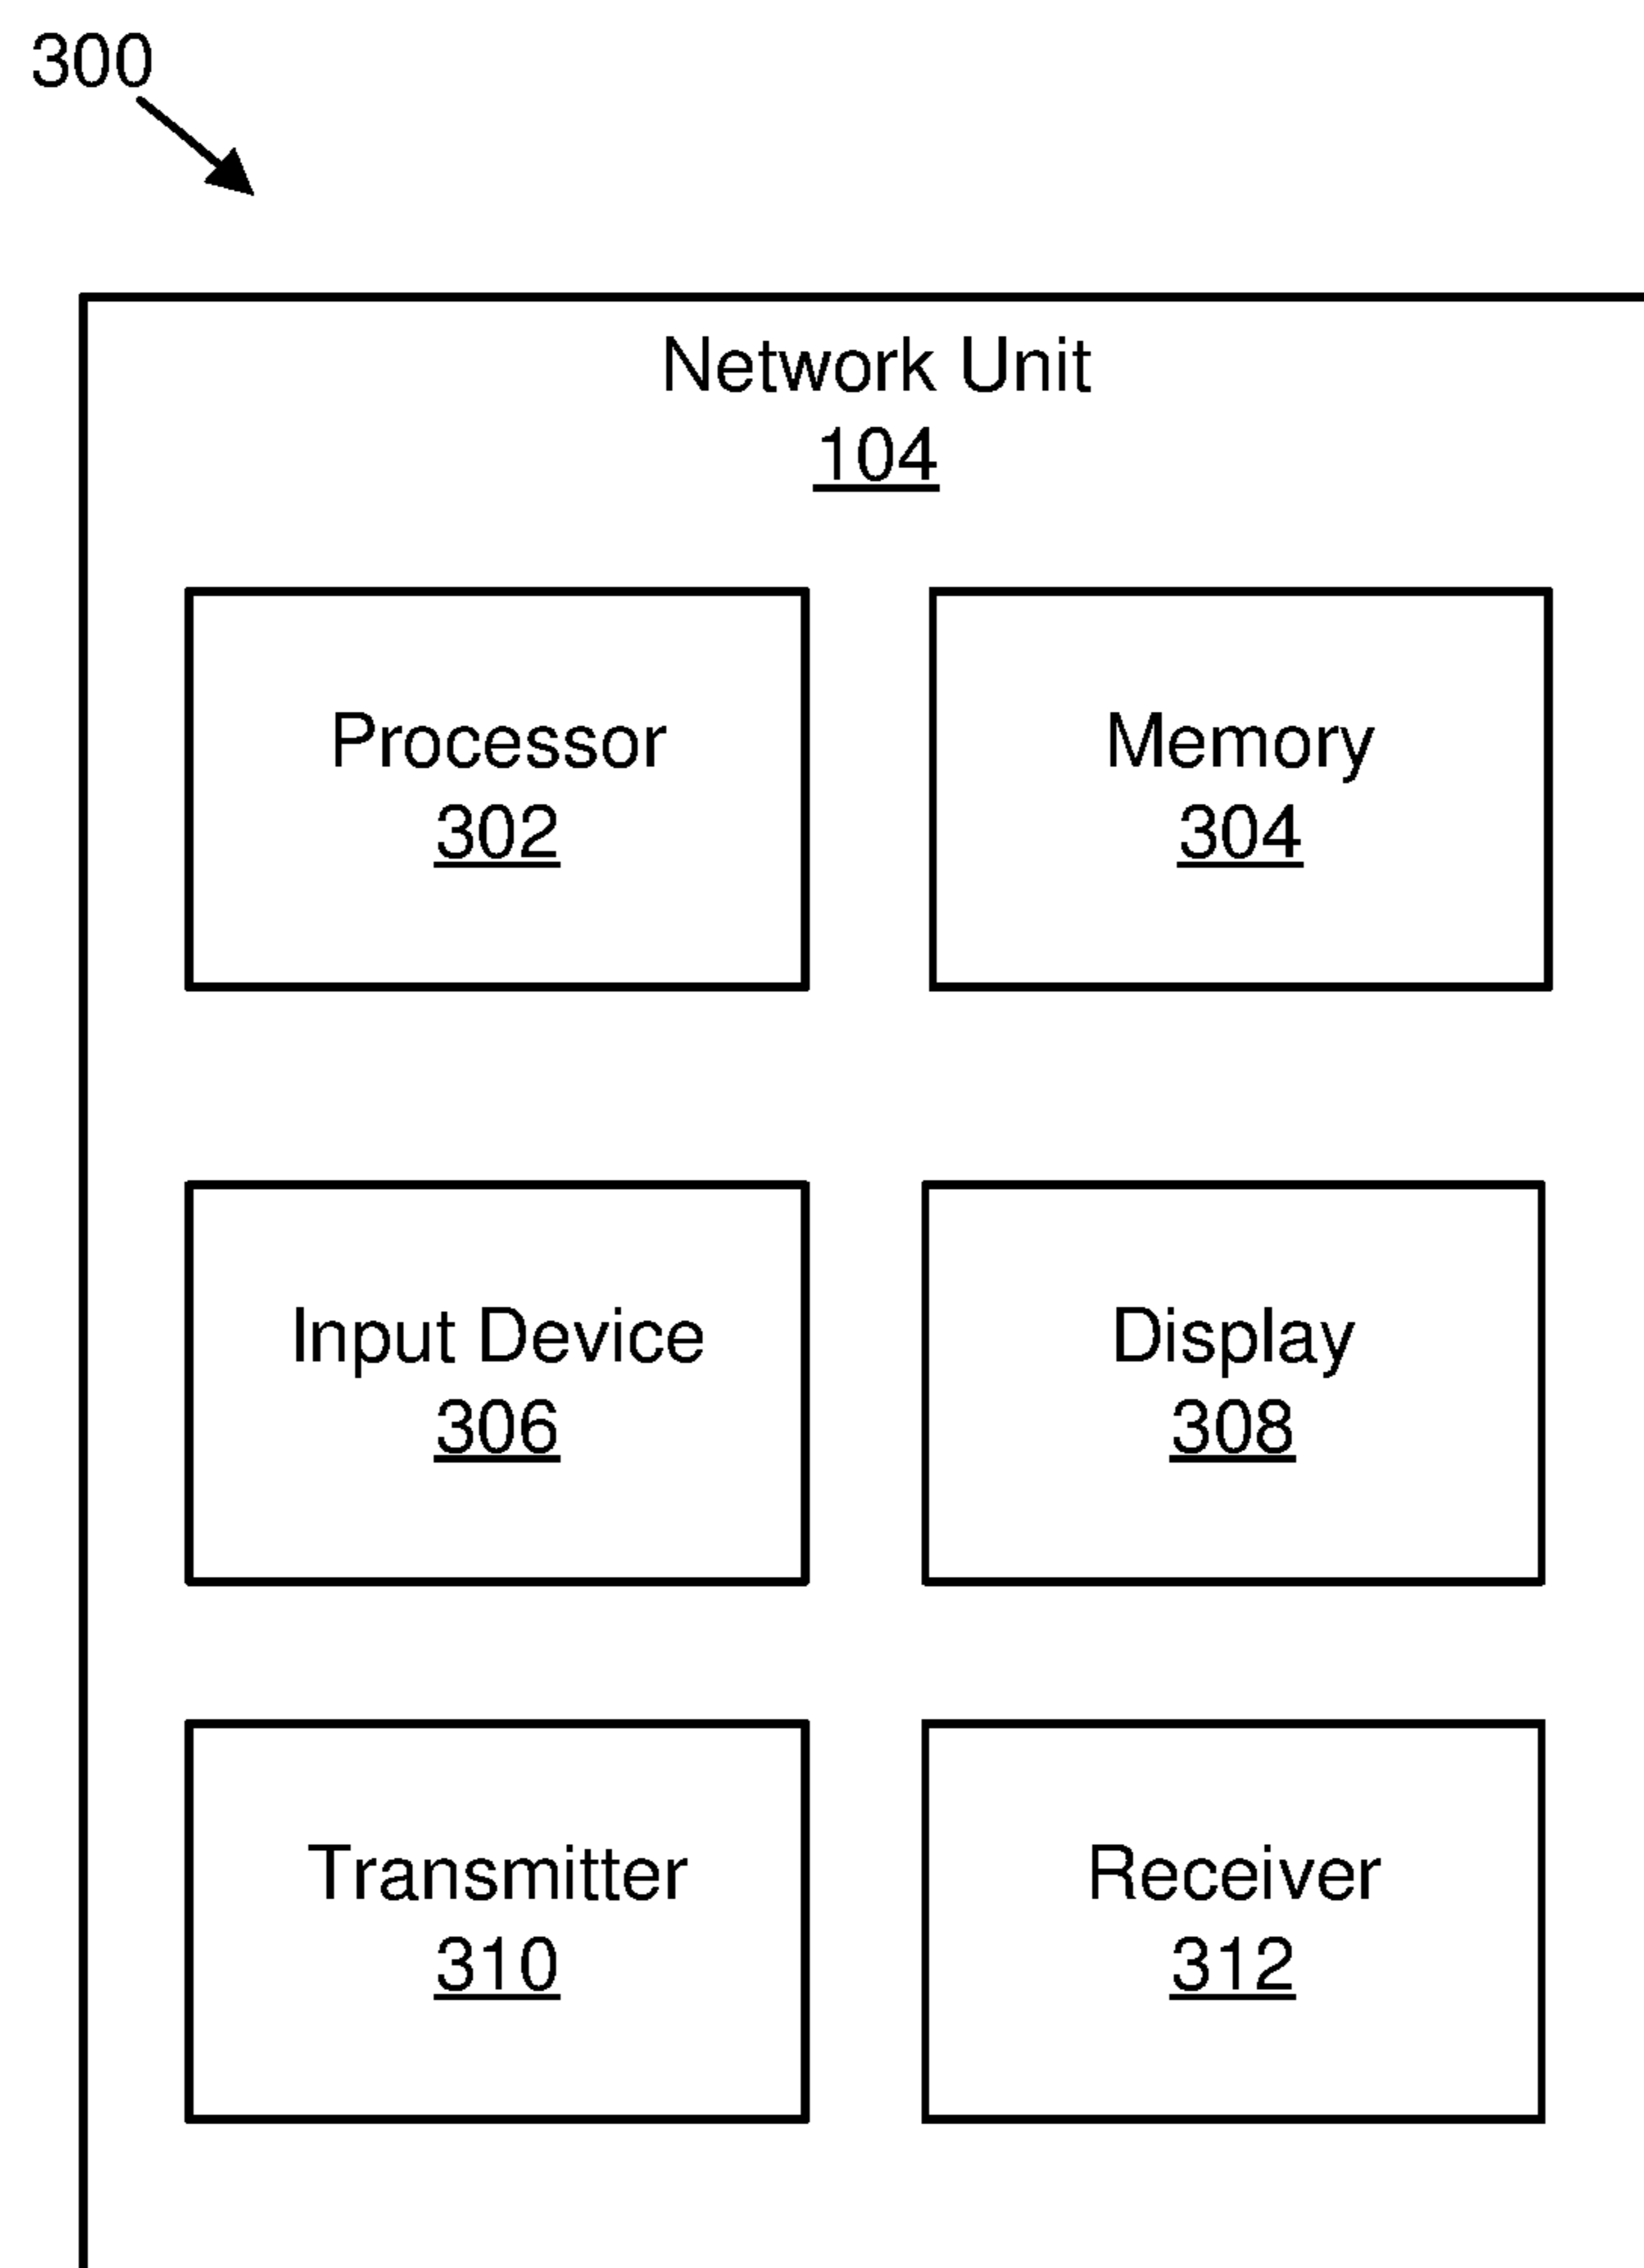 300
Network Unit
104
Processor
302
Memory
304
Input Device
306
Display
308
Transmitter
310
Receiver
312